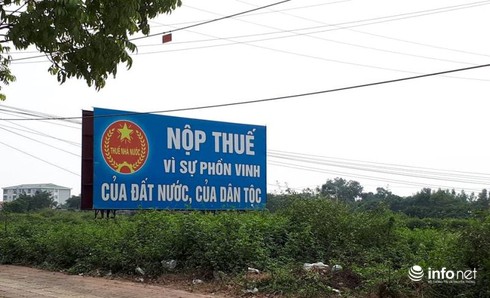 NỘP THUẾ
VÌ SỰ PHỒN VINH
CỦA ĐẤT NƯỚC, CỦA DÂN TỘC
THUẾ NHÀ NƯỚC
infonet